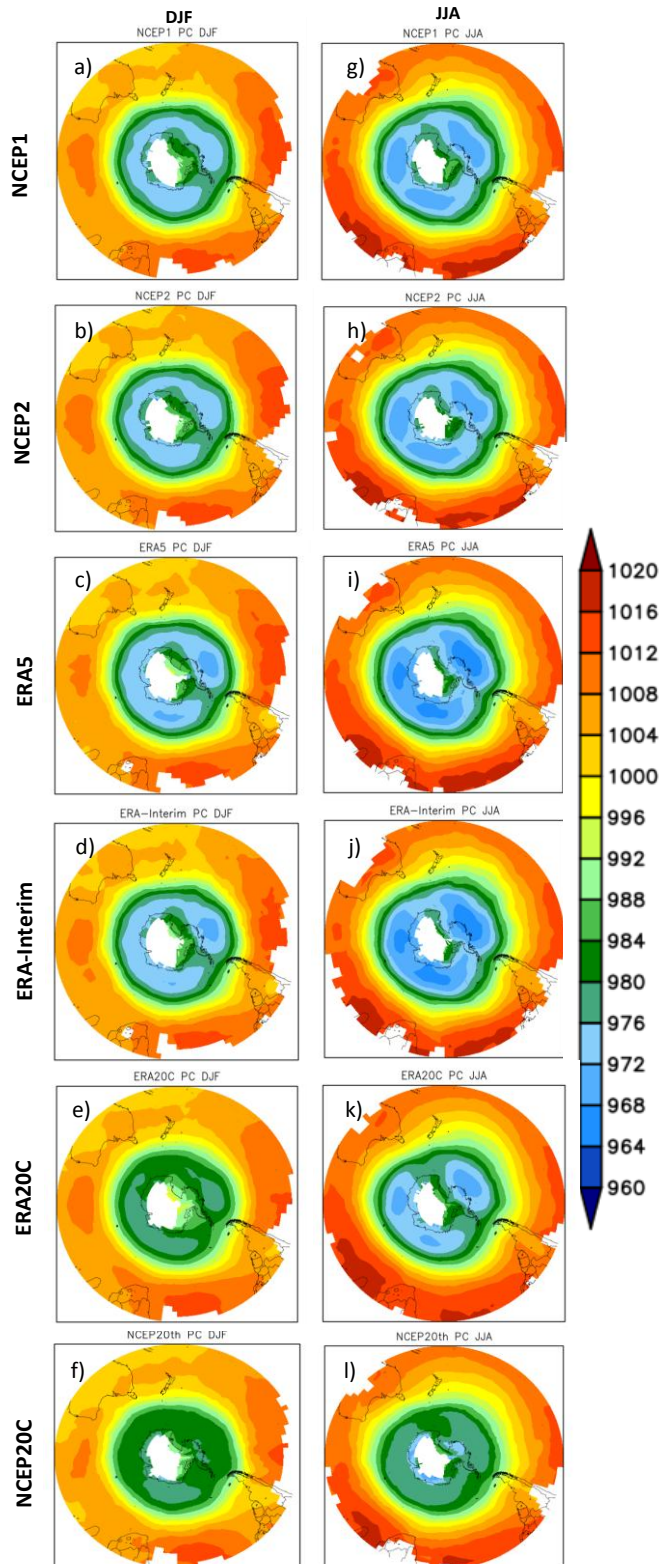 DJF JJA
NCEP1 PC DJF NCEP1 PC JJA
a) g)
NCEP1
NCEP2 PC DJF NCEP2 PC JJA
b) h)
NCEP2
ERA5 PC DJF ERA5 PC JJA
c) i)
ERA5
ERA-Interim PC DJF ERA-Interim PC JJA
d) j)
ERA-Interim
ERA20C PC DJF ERA20C PC JJA
e) k)
ERA20C
NCEP20th PC DJF NCEP20th PC JJA
f) l)
NCEP20C
1020
1016
1012
1008
1004
1000
996
992
988
984
980
976
972
968
964
960